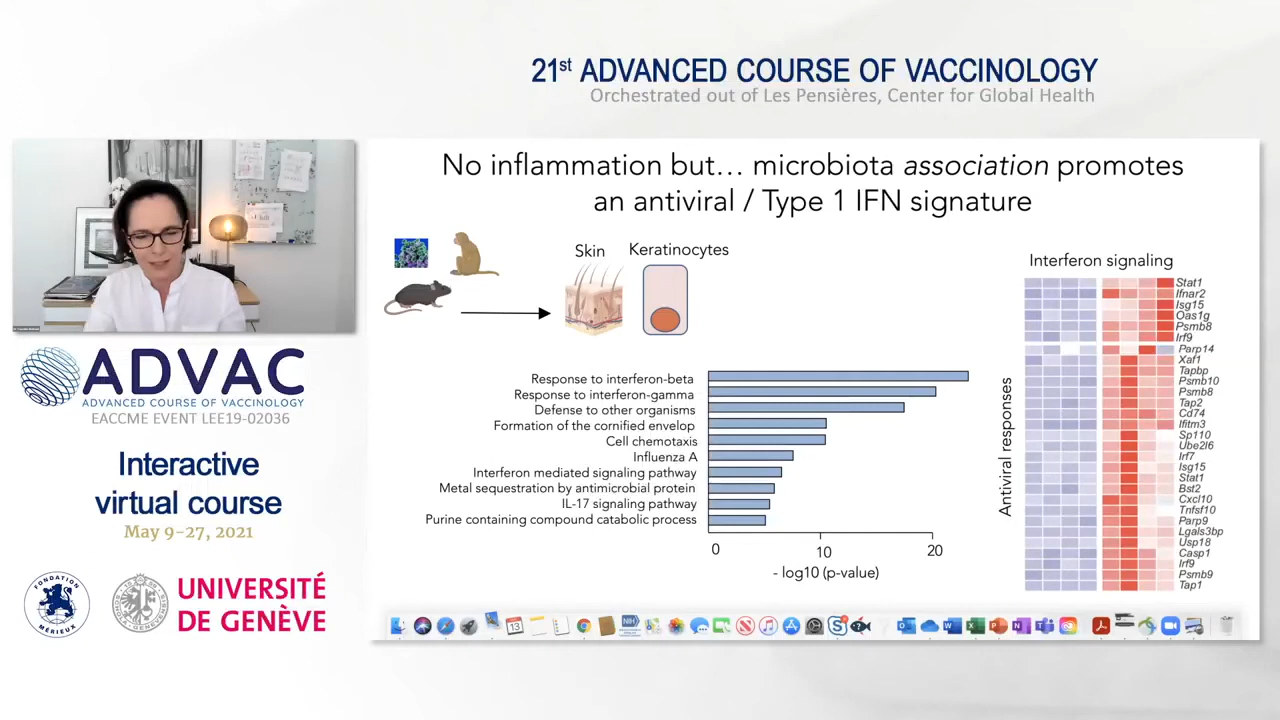 21st ADVANCED COURSE OF VACCINOLOGY
Orchestrated out of Les Pensières, Center for Global Health
No inflammation but… microbiota association promotes
an antiviral / Type 1 IFN signature
Skin
Keratinocytes
Response to interferon-beta
Response to interferon-gamma
Defense to other organisms
Formation of the cornified envelop
Cell chemotaxis
Influenza A
Interferon mediated signaling pathway
Metal sequestration by antimicrobial protein
IL-17 signaling pathway
Purine containing compound catabolic process
0
10
20
- log10 (p-value)
Interferon signaling
Stat1
Ifnar2
Isg15
Oas1g
Psmb8
Irf9
Antiviral responses
Parp14
Xaf1
Tapbp
Psmb10
Psmb8
Tap2
Cd74
Ifitm3
Sp110
Ube2l6
Irf7
Isg15
Stat1
Bst2
Cxcl10
Tnfsf10
Parp9
Lgals3bp
Usp18
Casp1
Irf9
Psmb9
Tap1
ADVAC
ADVANCED COURSE OF VACCINOLOGY
EACCME EVENT LEE19-02036
Interactive
virtual course
May 9-27, 2021
FONDATION
MÉRIEUX
UNIVERSITÉ
DE GENÈVE
13
NIH